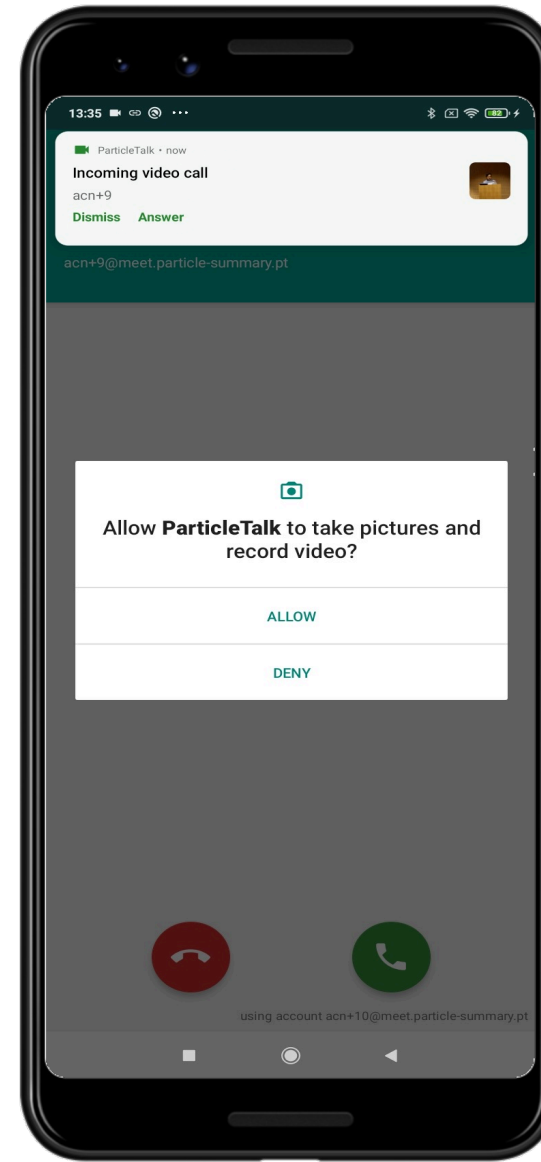 13:35 ...
82
ParticleTalk • now
Incoming video call
acn+9
Dismiss Answer
acn+9@meet.particle-summary.pt
Allow ParticleTalk to take pictures and
record video?
ALLOW
DENY
using account acn+10@meet.particle-summary.pt